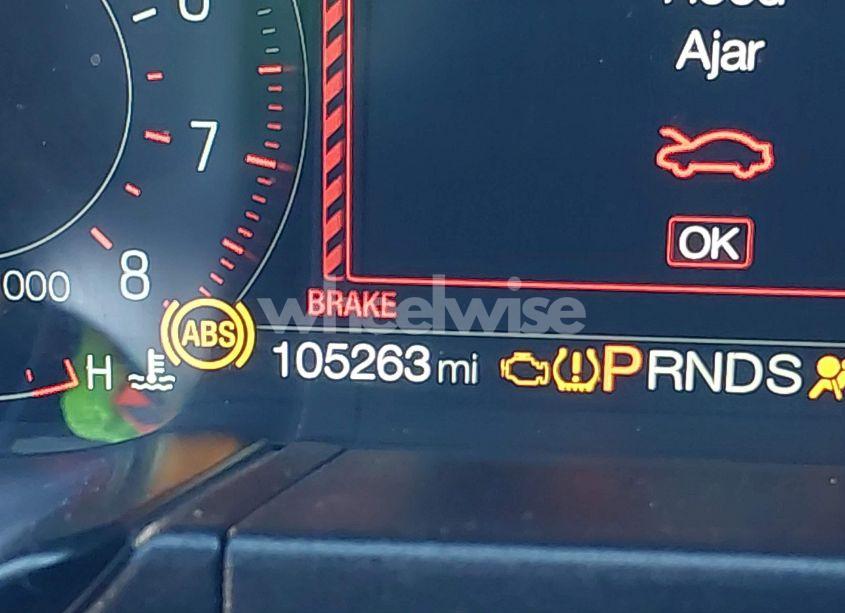 Ajar
7
8
OK
000
BRAKE
ABS
wheelwise
105263 mi
PRNDS
H